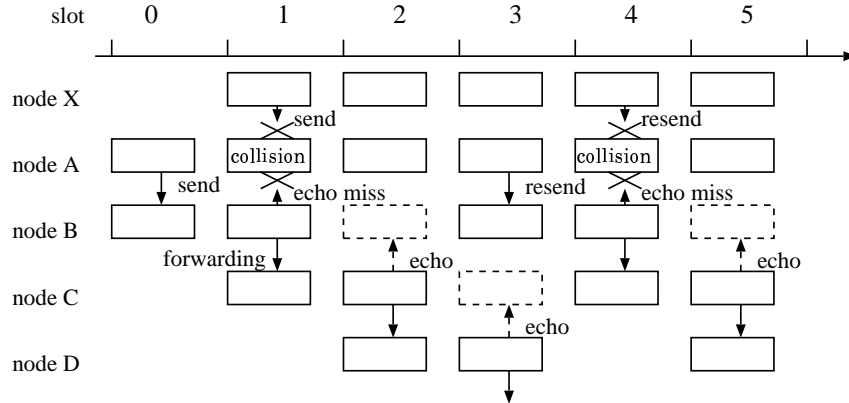 slot 0 1 2 3 4 5
node X
send resend
node A collision collision
send echo miss resend echo miss
node B
forwarding echo echo
node C
echo
node D